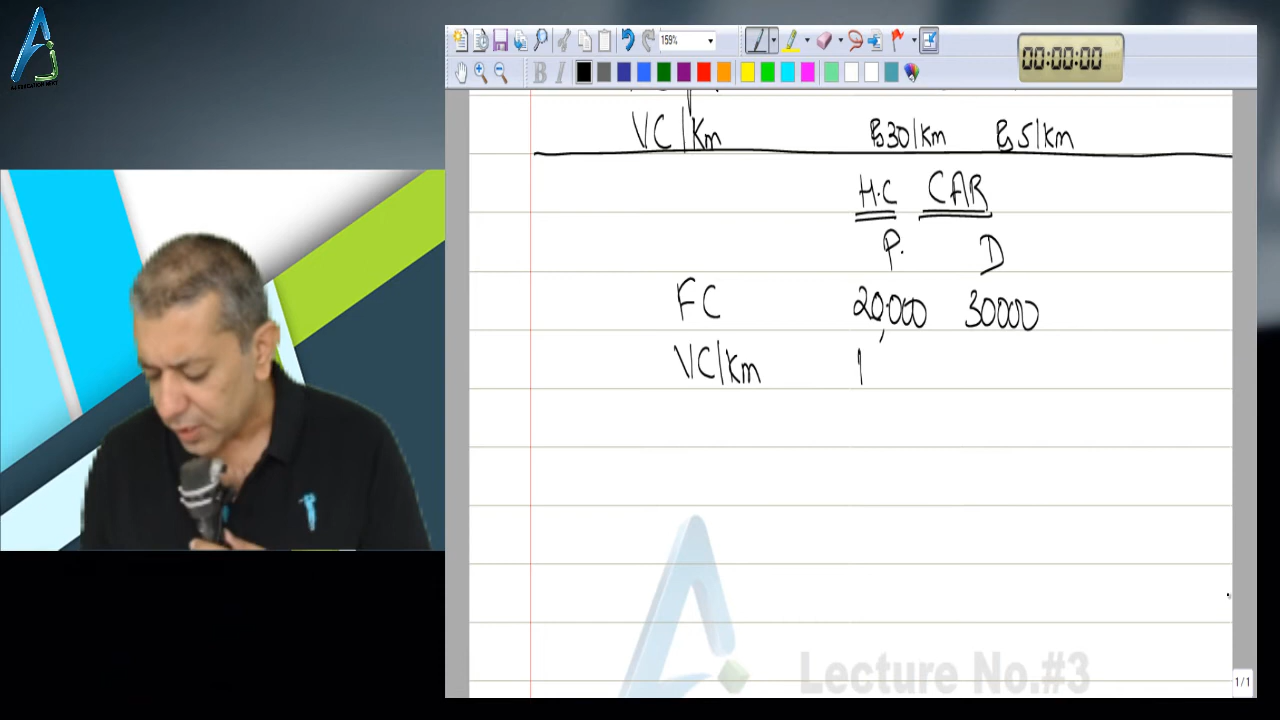 159%
00:00:00
VC/Km ₨30/km ₨5/km
H.C CAR
P. D
FC 20,000 30000
VC/km 1
Lecture No.#3
1/1